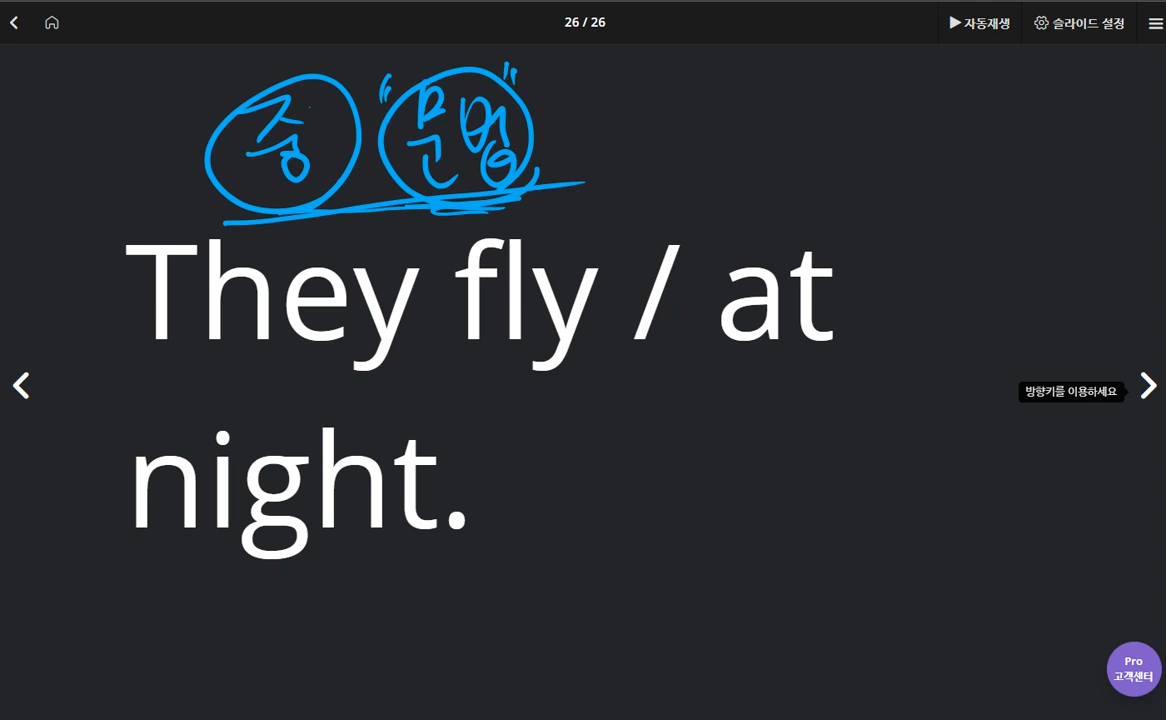 26 / 26
▶ 자동재생
슬라이드 설정
중 "문법"
They fly / at
night.
방향키를 이용하세요
Pro
고객센터